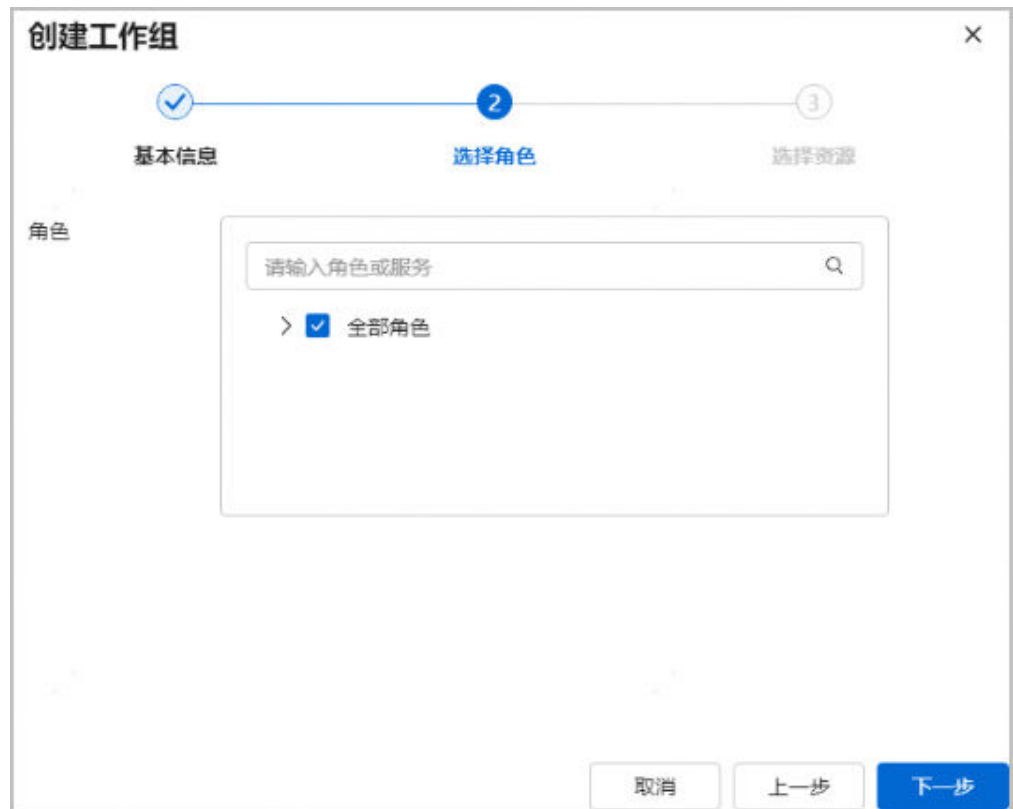 创建工作组
2
3
基本信息
选择角色
选择资源
角色
请输入角色或服务
全部角色
取消
上一步
下一步